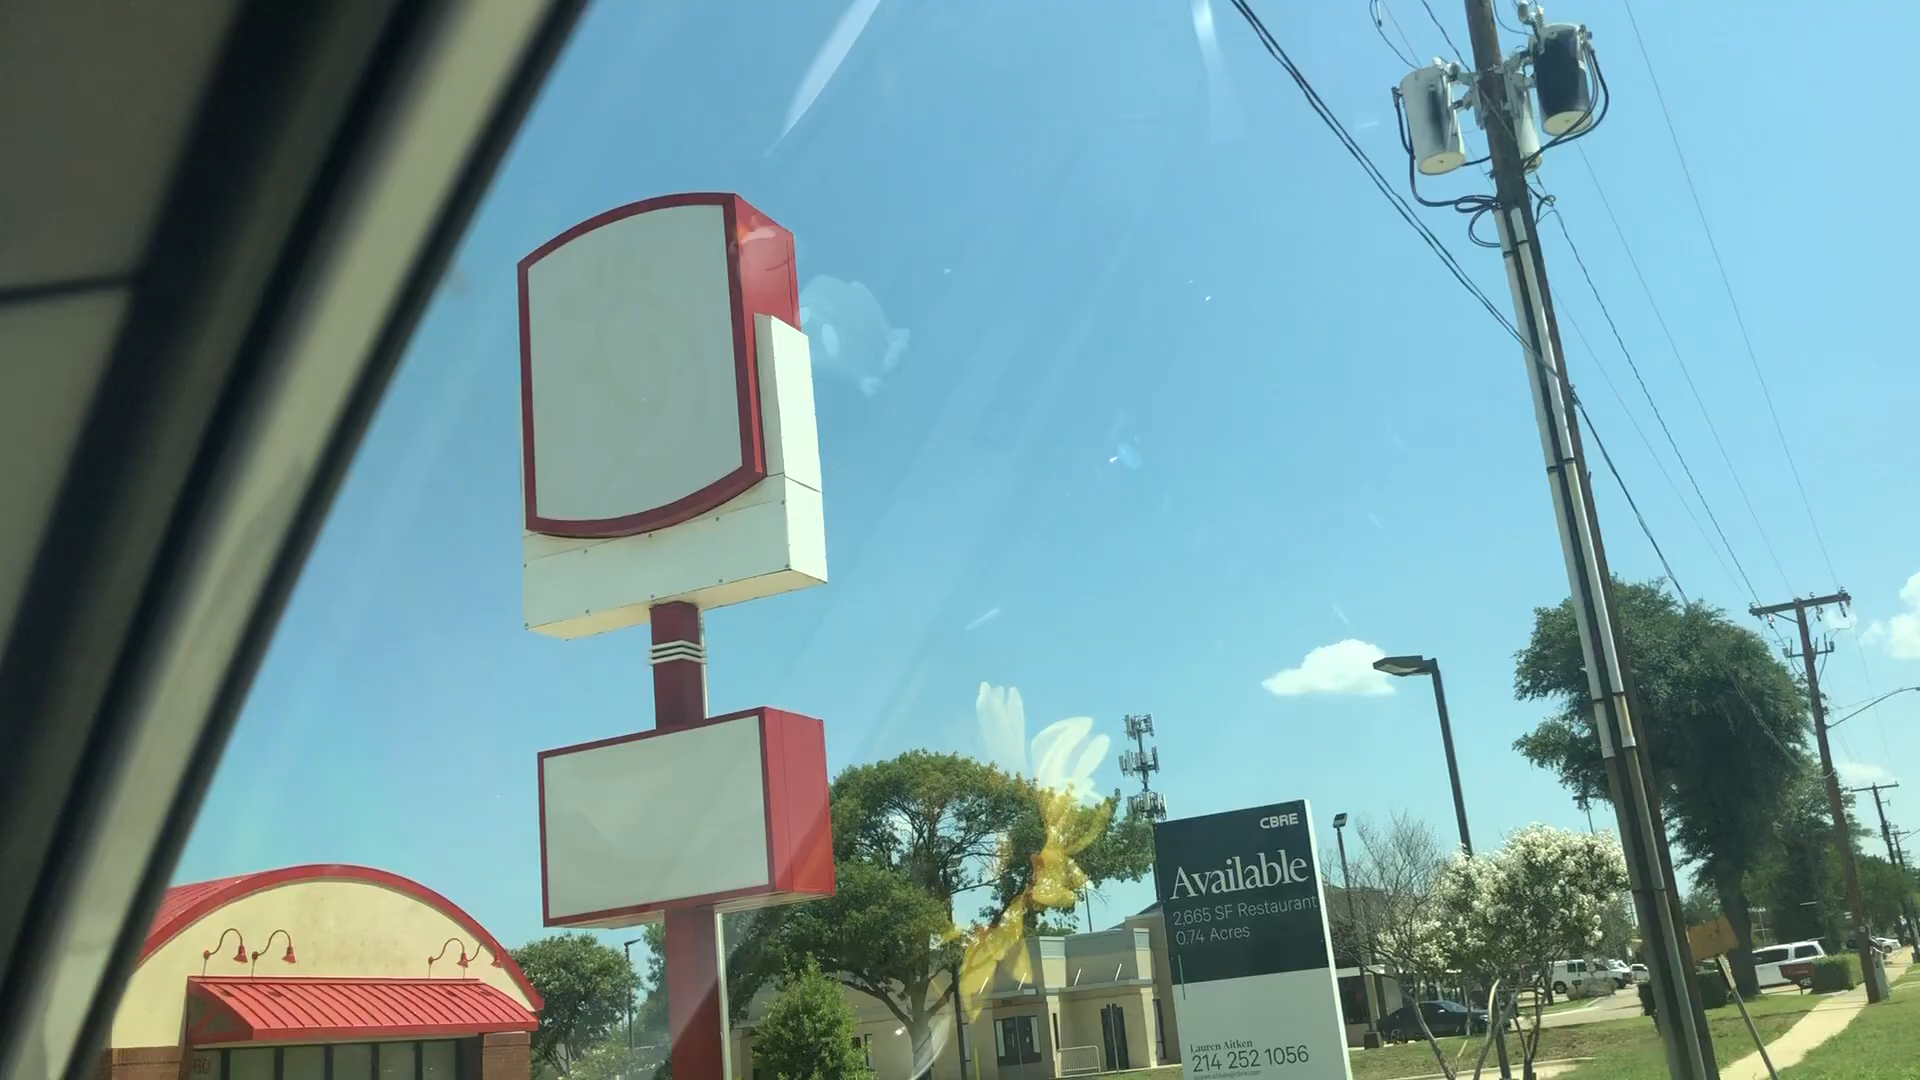 CBRE
Available
2,665 SF Restaurant
0.74 Acres
Lauren Aitken
214 252 1056